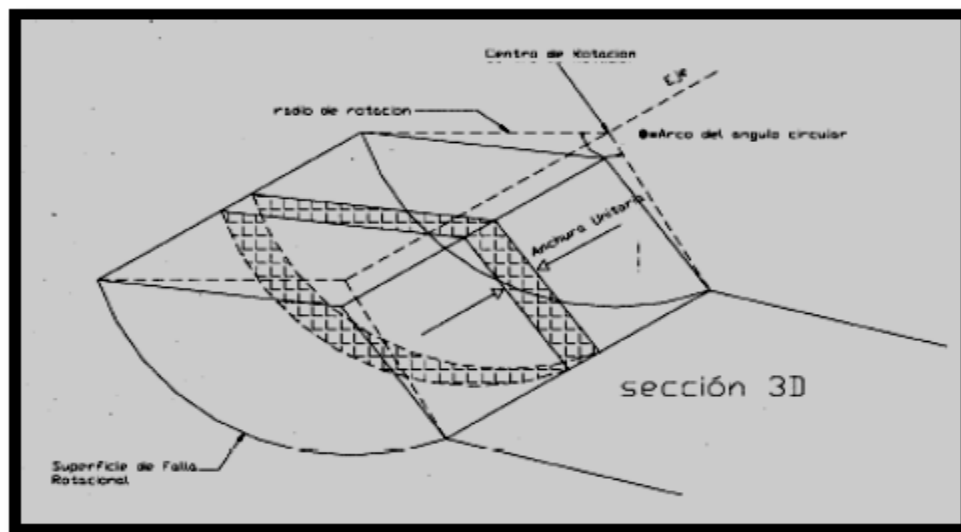 Centro de Rotacion
Eje
radio de rotacion
θ=Arco del angulo circular
Anchura Unitaria
sección 3D
Superficie de Falla
Rotacional